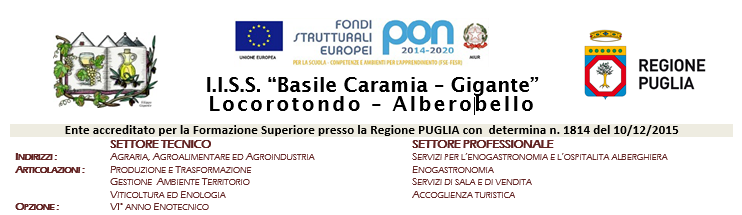 FONDI
STRUTTURALI
EUROPEI
pon
2014-2020
UNIONE EUROPEA
PER LA SCUOLA - COMPETENZE E AMBIENTI PER L'APPRENDIMENTO (FSE-FESR)
MIUR
I.I.S.S. “Basile Caramia – Gigante”
Locorotondo – Alberobello
REGIONE
PUGLIA
Ente accreditato per la Formazione Superiore presso la Regione PUGLIA con determina n. 1814 del 10/12/2015
SETTORE TECNICO SETTORE PROFESSIONALE
INDIRIZZI : AGRARIA, AGROALIMENTARE ED AGROINDUSTRIA SERVIZI PER L’ENOGASTRONOMIA E L’OSPITALITA ALBERGHIERA
ARTICOLAZIONI : PRODUZIONE E TRASFORMAZIONE ENOGASTRONOMIA
GESTIONE AMBIENTE TERRITORIO SERVIZI DI SALA E DI VENDITA
VITICOLTURA ED ENOLOGIA ACCOGLIENZA TURISTICA
OPZIONE : VI° ANNO ENOTECNICO